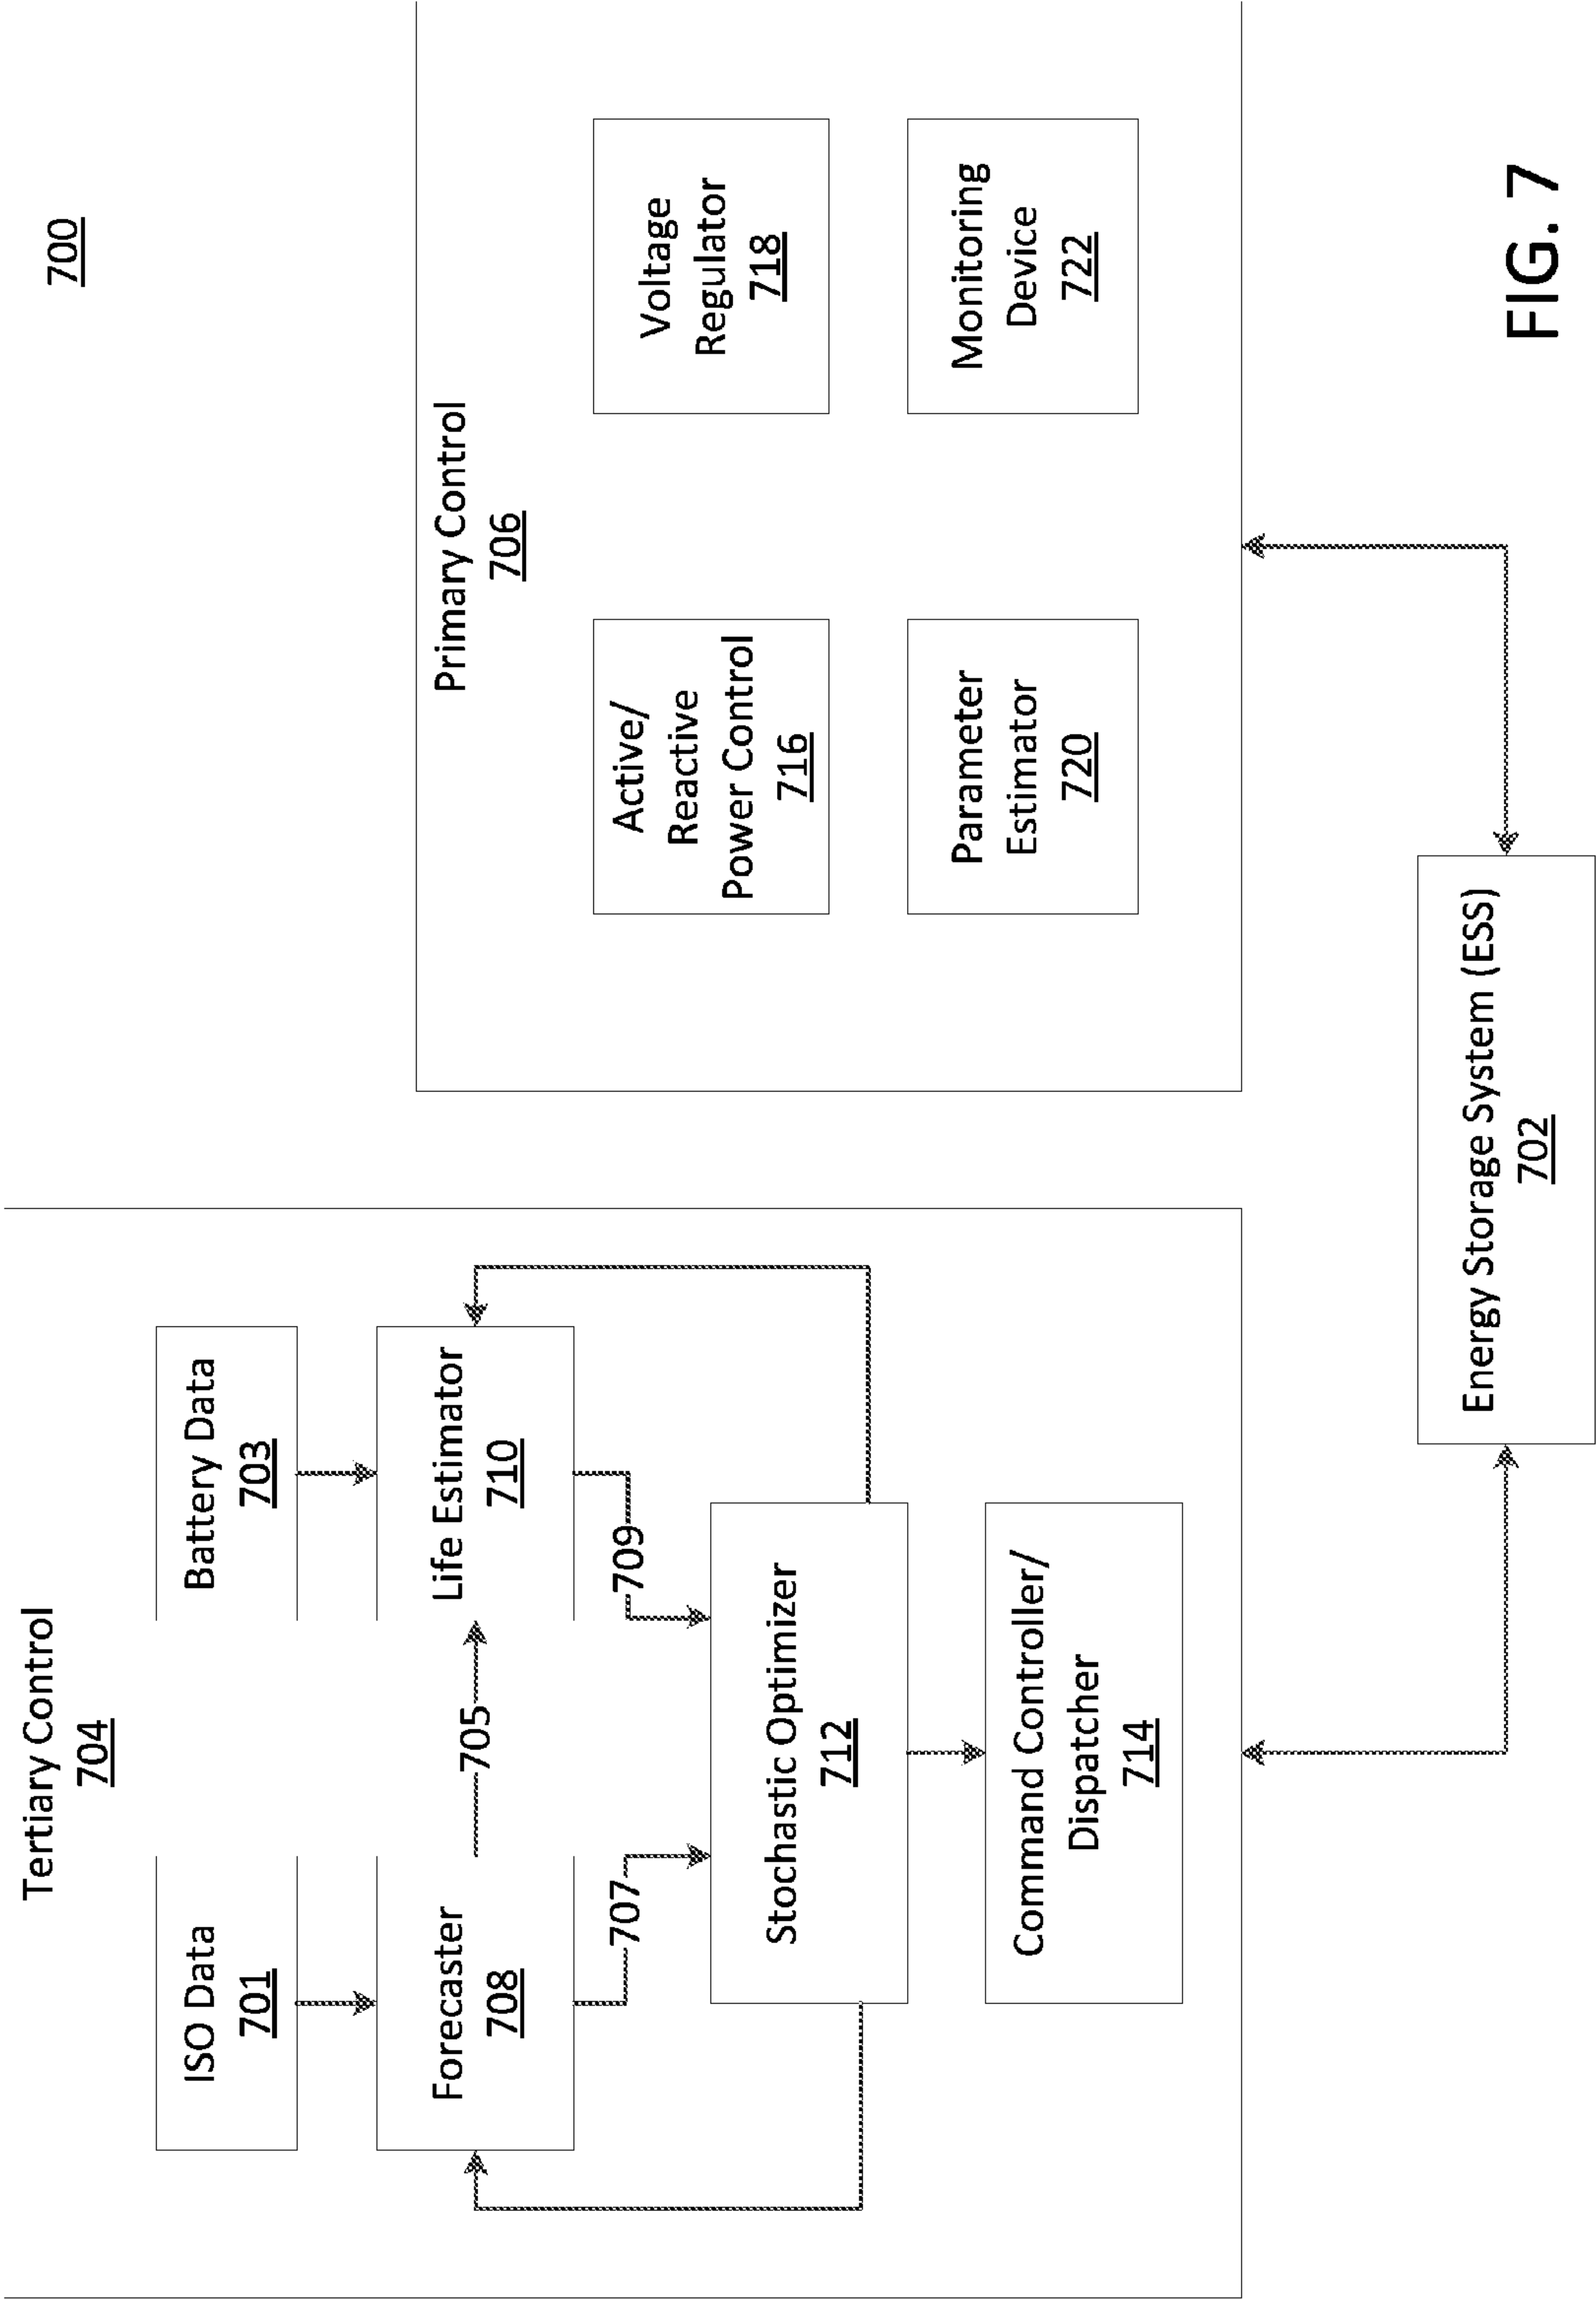 700
Tertiary Control
704
ISO Data
701
Battery Data
703
Forecaster
708
705
Life Estimator
710
707
709
Stochastic Optimizer
712
Command Controller/
Dispatcher
714
Primary Control
706
Active/
Reactive
Power Control
716
Voltage
Regulator
718
Parameter
Estimator
720
Monitoring
Device
722
Energy Storage System (ESS)
702
FIG. 7